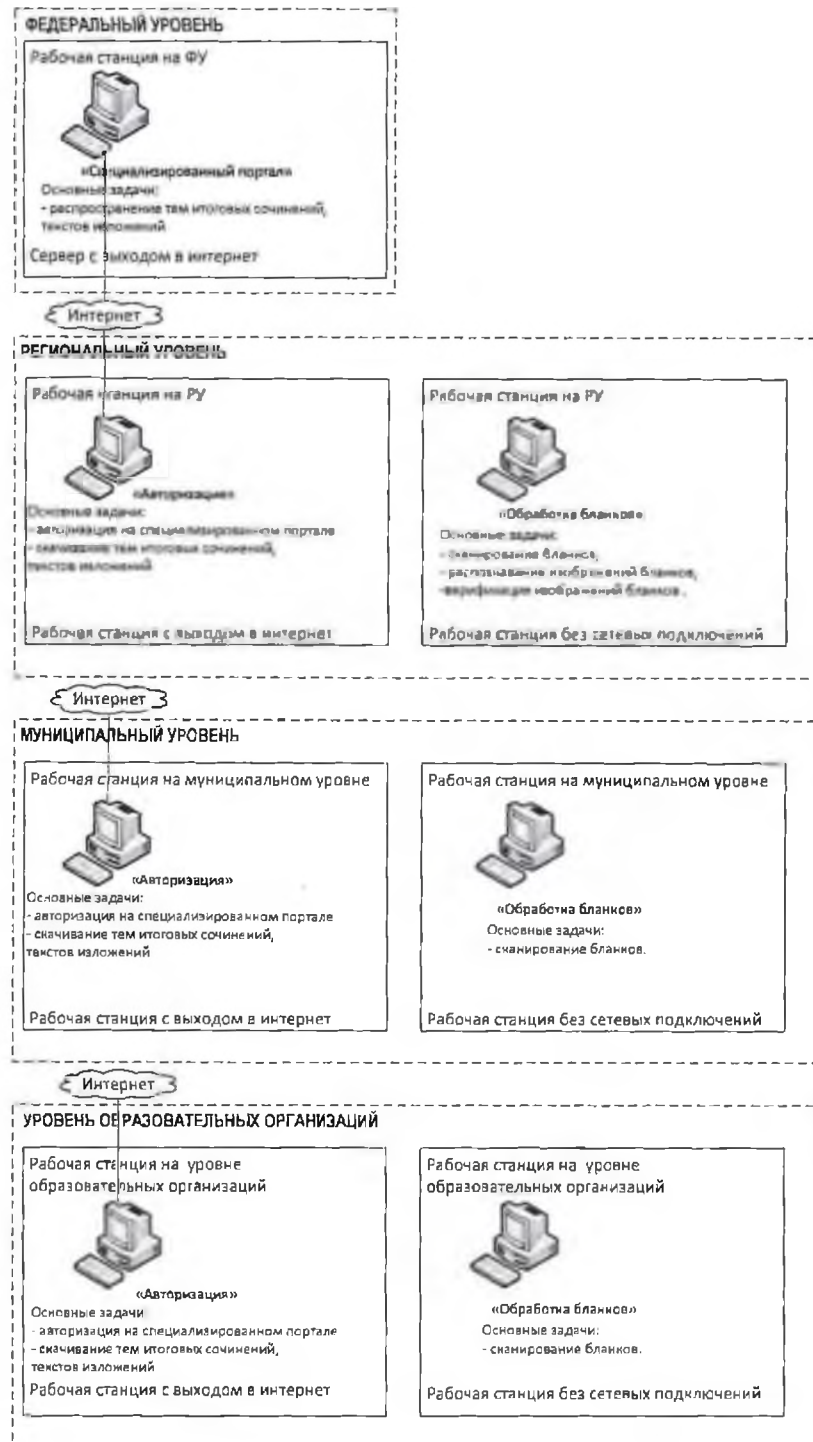 ФЕДЕРАЛЬНЫЙ УРОВЕНЬ
Рабочая станция на ФУ
«Специализированный портал»
Основные задачи:
- распространение тем итоговых сочинений,
текстов изложений
Сервер с выходом в интернет
Интернет
РЕГИОНАЛЬНЫЙ УРОВЕНЬ
Рабочая станция на РУ
«Авторизация»
Основные задачи:
- авторизация на специализированном портале
- скачивание тем итоговых сочинений,
текстов изложений
Рабочая станция с выходом в интернет
Рабочая станция на РУ
«Обработка бланков»
Основные задачи:
- сканирование бланков,
- распознавание изображений бланков,
- верификация изображений бланков.
Рабочая станция без сетевых подключений
Интернет
МУНИЦИПАЛЬНЫЙ УРОВЕНЬ
Рабочая станция на муниципальном уровне
«Авторизация»
Основные задачи:
- авторизация на специализированном портале
- скачивание тем итоговых сочинений,
текстов изложений
Рабочая станция с выходом в интернет
Рабочая станция на муниципальном уровне
«Обработка бланков»
Основные задачи:
- сканирование бланков.
Рабочая станция без сетевых подключений
Интернет
УРОВЕНЬ ОБРАЗОВАТЕЛЬНЫХ ОРГАНИЗАЦИЙ
Рабочая станция на уровне
образовательных организаций
«Авторизация»
Основные задачи
- авторизация на специализированном портале
- скачивание тем итоговых сочинений,
текстов изложений
Рабочая станция с выходом в интернет
Рабочая станция на уровне
образовательных организаций
«Обработка бланков»
Основные задачи:
- сканирование бланков.
Рабочая станция без сетевых подключений